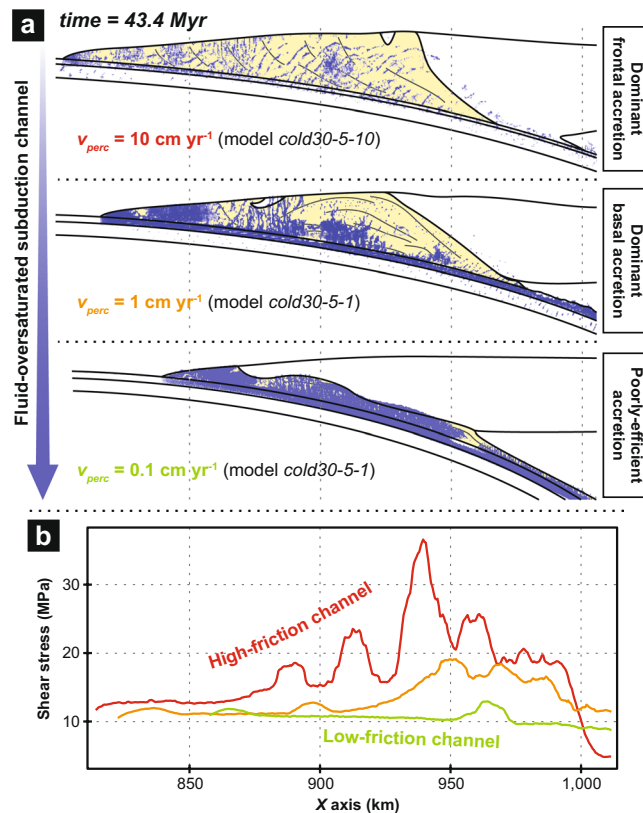 a
time = 43.4 Myr
Fluid-oversaturated subduction channel
v_perc = 10 cm yr⁻¹ (model cold30-5-10)
Dominant
frontal accretion
v_perc = 1 cm yr⁻¹ (model cold30-5-1)
Dominant
basal accretion
v_perc = 0.1 cm yr⁻¹ (model cold30-5-1)
Poorly-efficient
accretion
b
Shear stress (MPa)
30
20
10
High-friction channel
Low-friction channel
850
900
950
1,000
X axis (km)